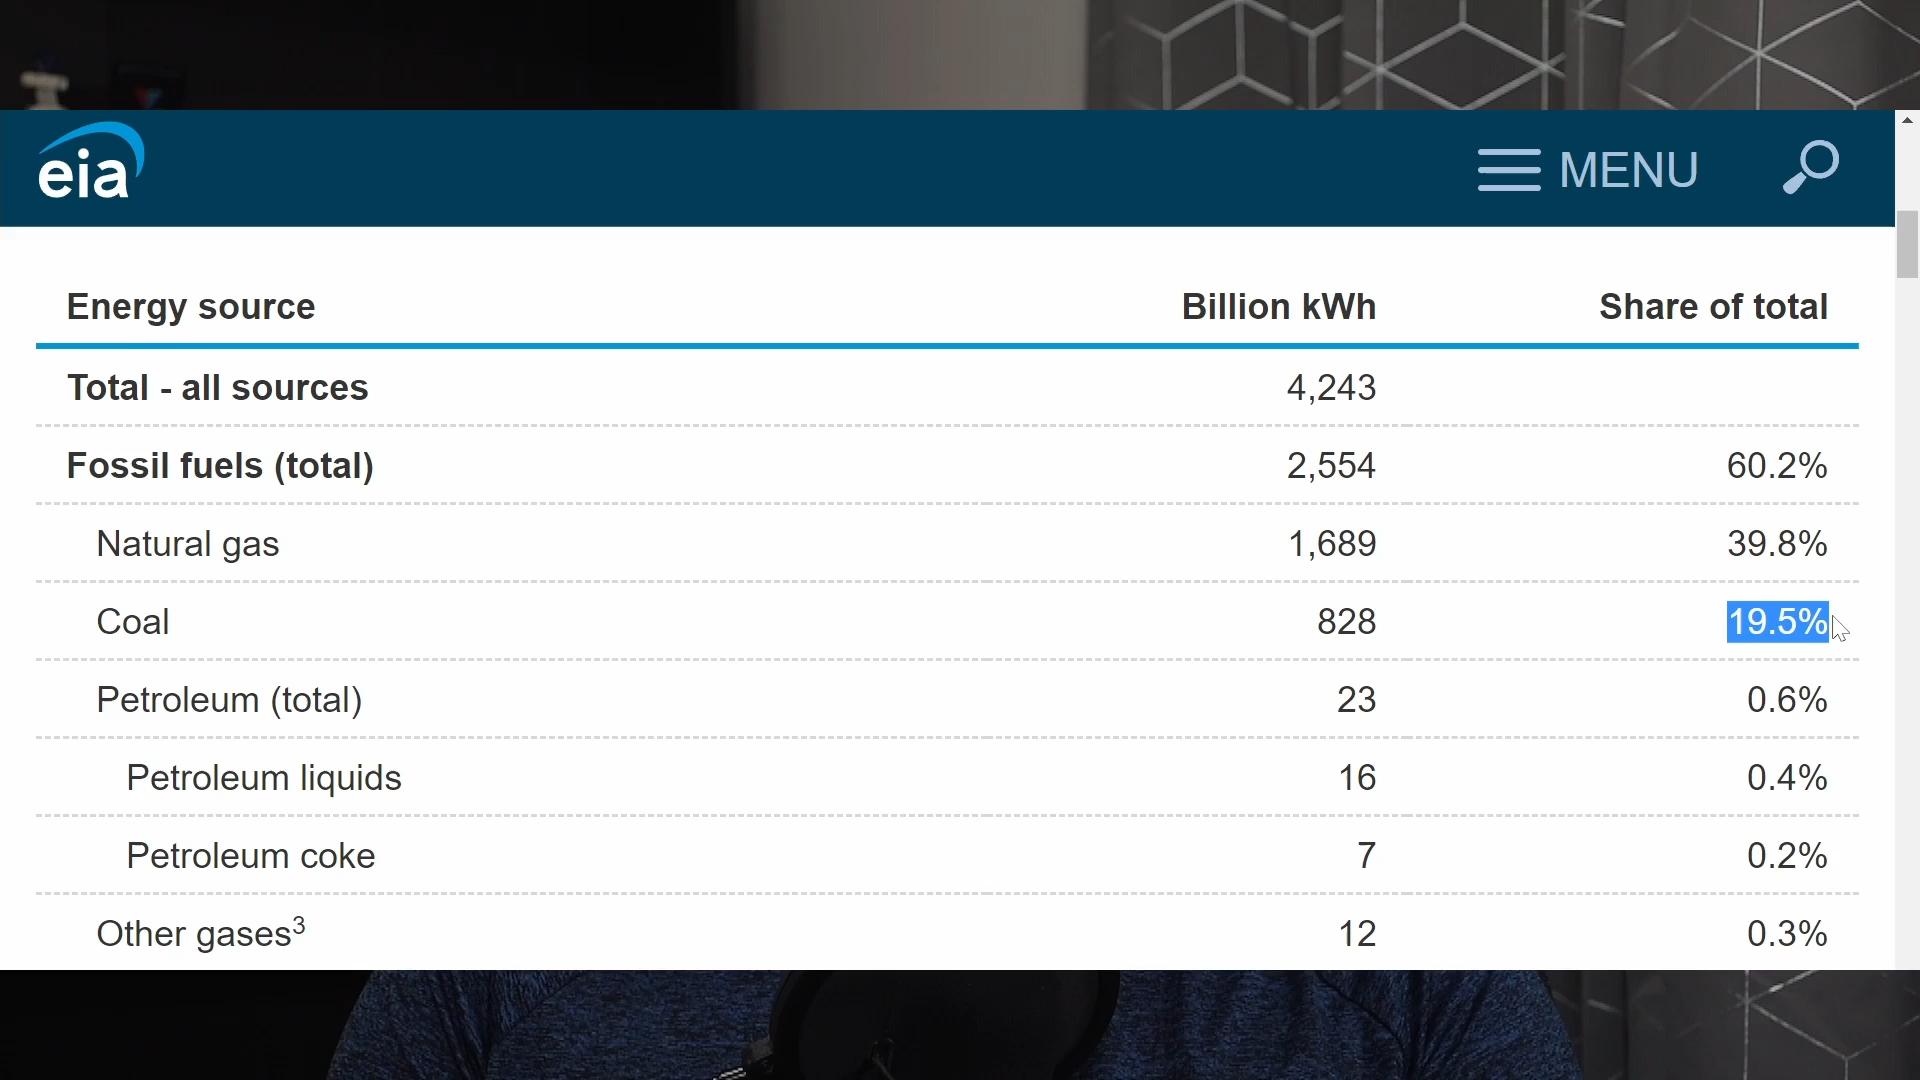 eia
MENU
Energy source Billion kWh Share of total
Total - all sources 4,243
Fossil fuels (total) 2,554 60.2%
Natural gas 1,689 39.8%
Coal 828 19.5%
Petroleum (total) 23 0.6%
Petroleum liquids 16 0.4%
Petroleum coke 7 0.2%
Other gases³ 12 0.3%